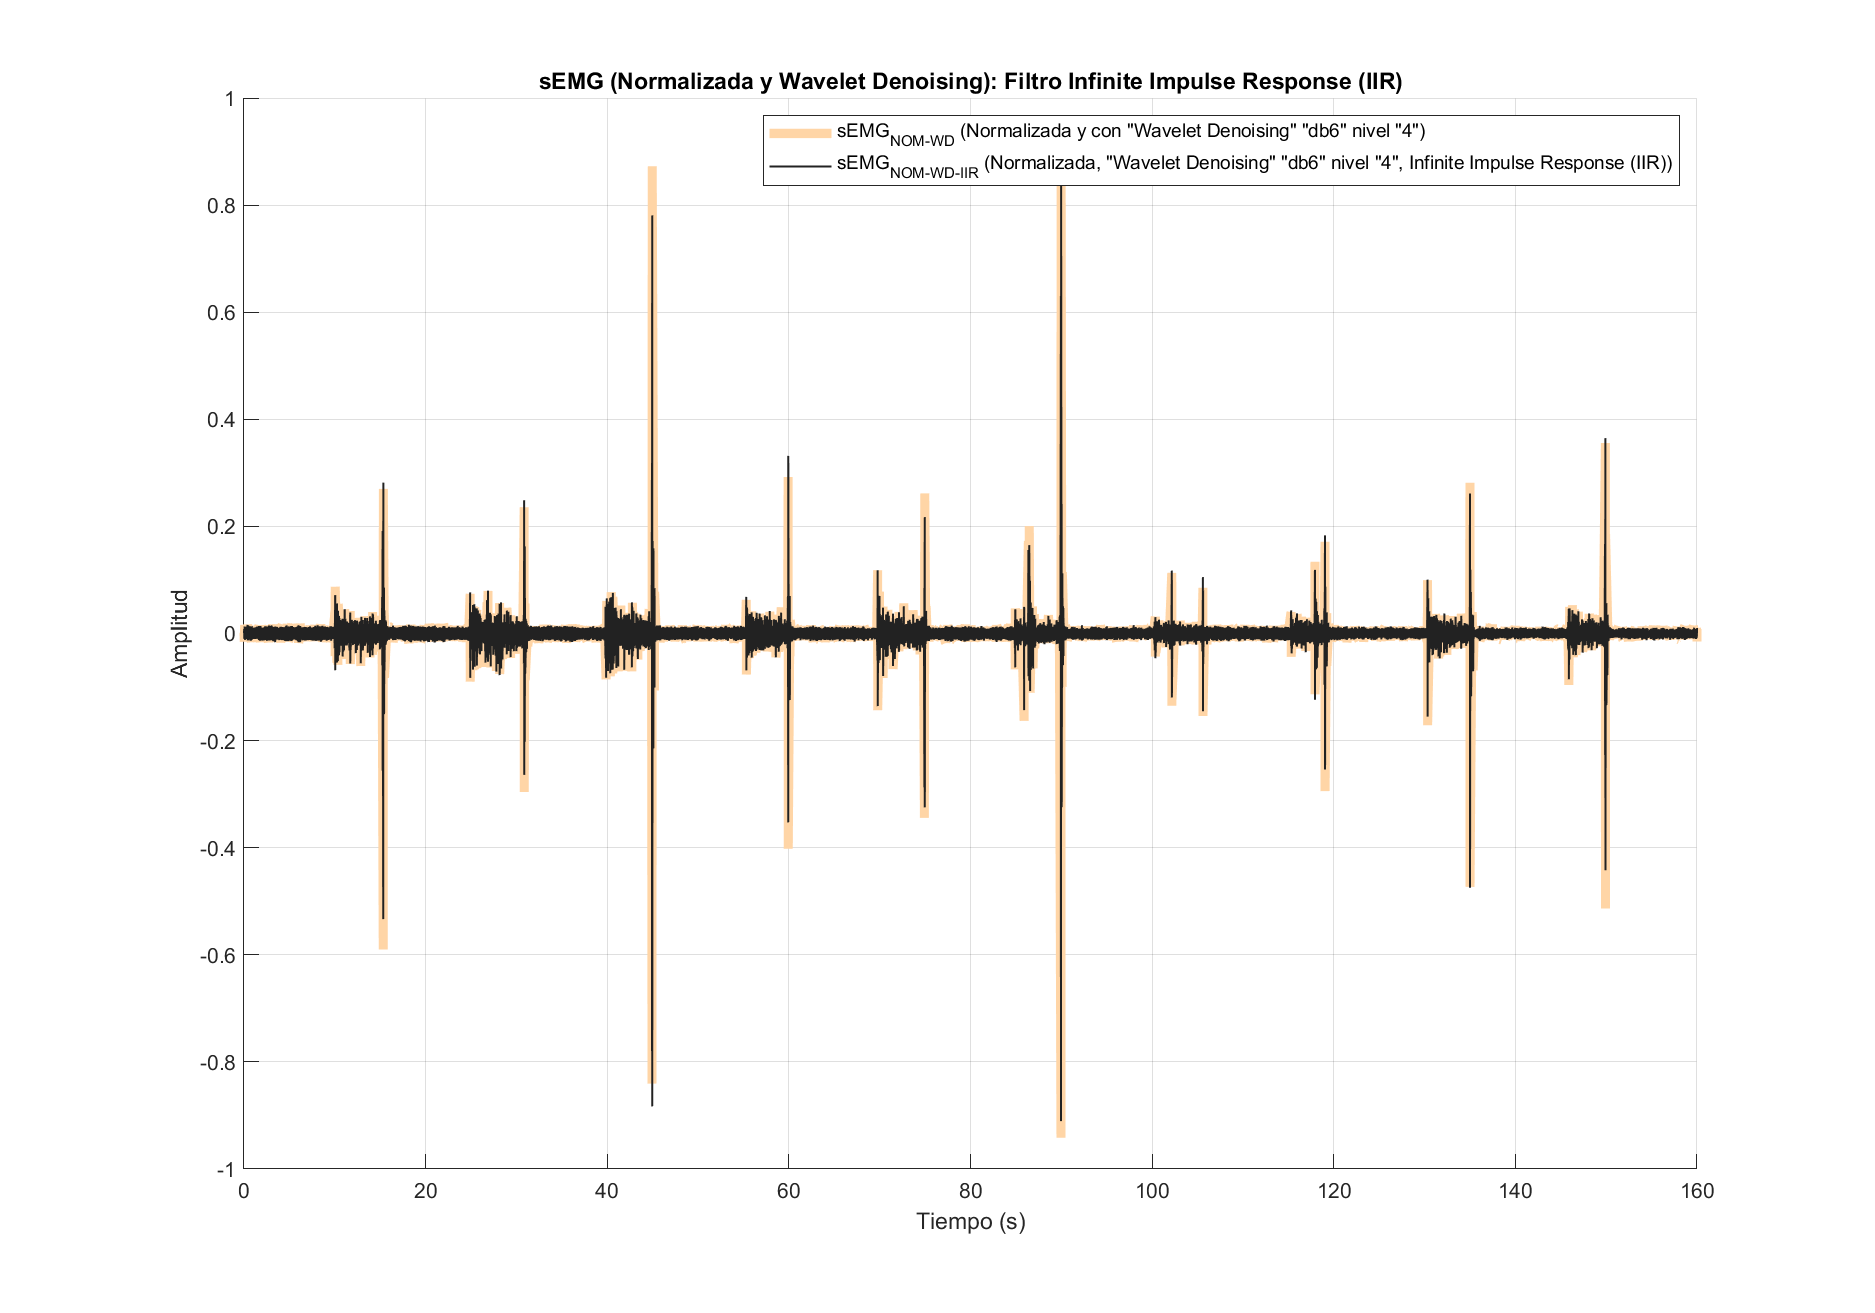 sEMG (Normalizada y Wavelet Denoising): Filtro Infinite Impulse Response (IIR)
sEMG_NOM-WD (Normalizada y con "Wavelet Denoising" "db6" nivel "4")
sEMG_NOM-WD-IIR (Normalizada, "Wavelet Denoising" "db6" nivel "4", Infinite Impulse Response (IIR))
1
0.8
0.6
0.4
0.2
0
-0.2
-0.4
-0.6
-0.8
-1
Amplitud
0 20 40 60 80 100 120 140 160
Tiempo (s)